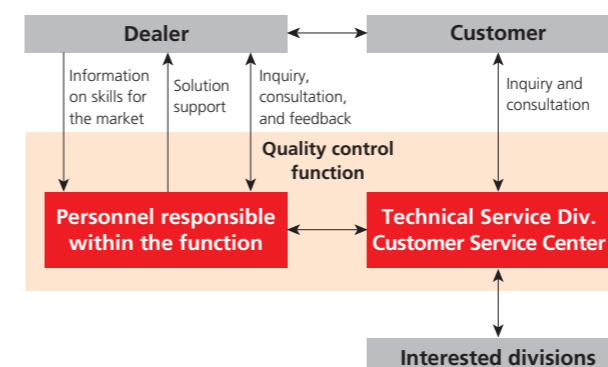 Dealer
Customer
Information
on skills for
the market
Solution
support
Inquiry,
consultation,
and feedback
Inquiry and
consultation
Quality control
function
Personnel responsible
within the function
Technical Service Div.
Customer Service Center
Interested divisions